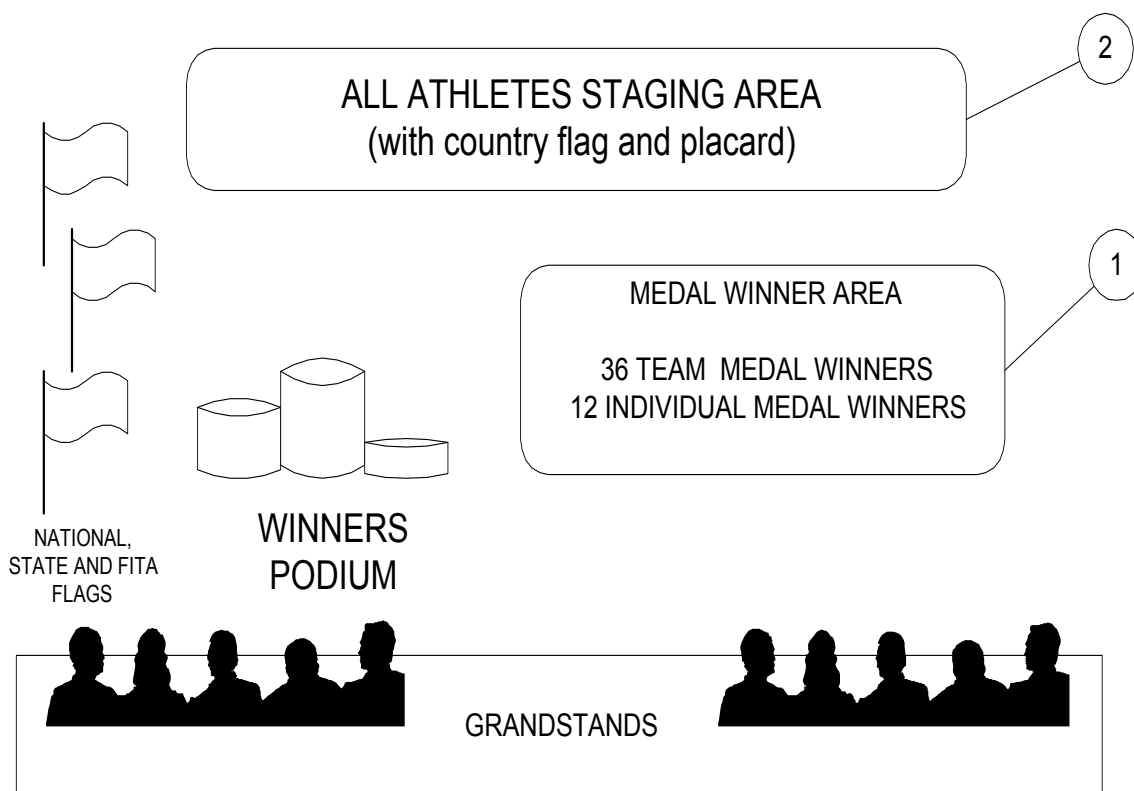 2
ALL ATHLETES STAGING AREA
(with country flag and placard)
1
MEDAL WINNER AREA
36 TEAM MEDAL WINNERS
12 INDIVIDUAL MEDAL WINNERS
NATIONAL,
STATE AND FITA
FLAGS
WINNERS
PODIUM
GRANDSTANDS